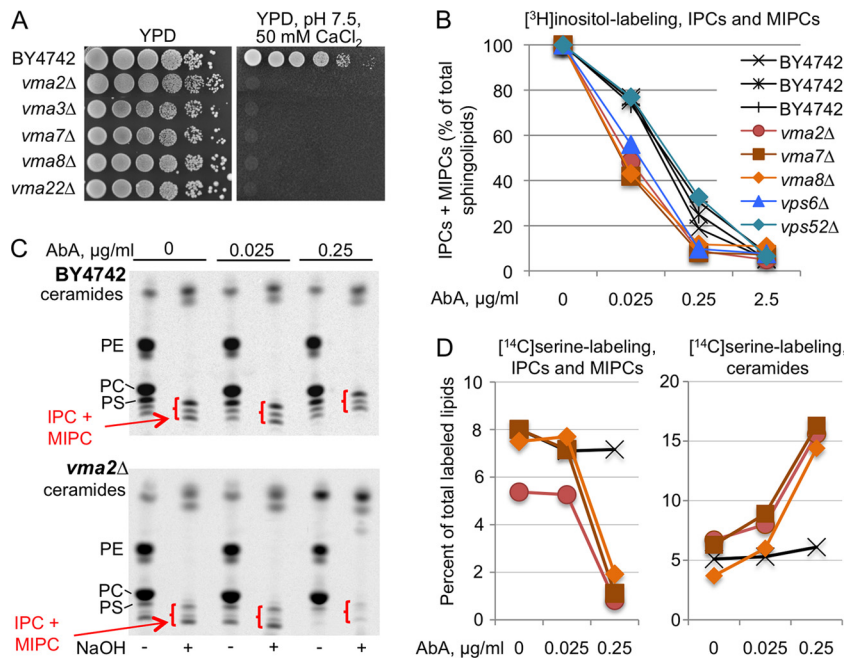 A
YPD
YPD, pH 7.5,
50 mM CaCl2
BY4742
vma2Δ
vma3Δ
vma7Δ
vma8Δ
vma22Δ
B
[³H]inositol-labeling, IPCs and MIPCs
IPCs + MIPCs (% of total
sphingolipids)
100
80
60
40
20
0
BY4742
BY4742
BY4742
vma2Δ
vma7Δ
vma8Δ
vps6Δ
vps52Δ
AbA, µg/ml
0
0.025
0.25
2.5
C
AbA, µg/ml
0
0.025
0.25
BY4742
ceramides
PE
PC
PS
IPC +
MIPC
vma2Δ
ceramides
PE
PC
PS
IPC +
MIPC
NaOH - + - + - +
D
[¹⁴C]serine-labeling,
IPCs and MIPCs
Percent of total labeled lipids
10
8
6
4
2
0
[¹⁴C]serine-labeling,
ceramides
20
15
10
5
0
AbA, µg/ml
0 0.025 0.25
0 0.025 0.25